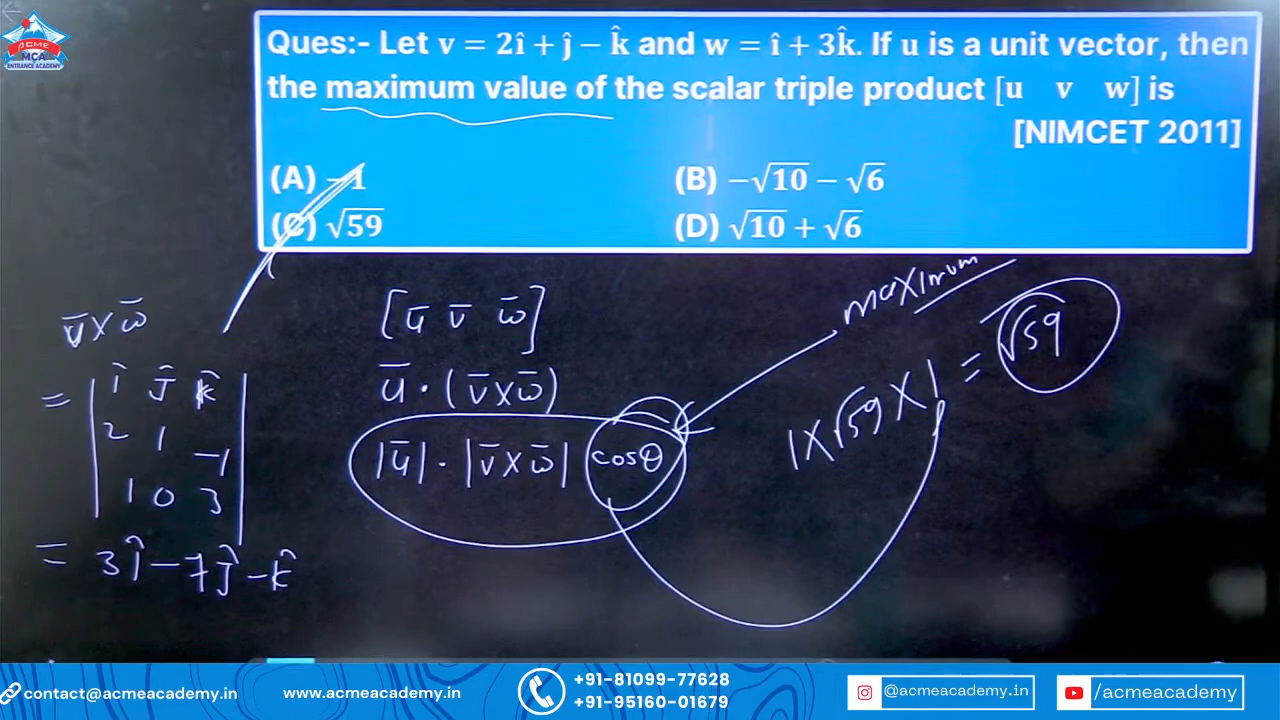 ACME
MCA
ENTRANCE ACADEMY
Ques:- Let v = 2î + ĵ − k̂ and w = î + 3k̂. If u is a unit vector, then
the maximum value of the scalar triple product [u v w] is
[NIMCET 2011]
(A) −1 (B) −√10 − √6
(C) √59 (D) √10 + √6
v̄ × w̄
= | î ĵ k̂ |
| 2 1 −1 |
| 1 0 3 |
= 3î − 7ĵ − k̂
[ū v̄ w̄]
ū · (v̄ × w̄)
|ū| · |v̄ × w̄| cosθ
maximum
1 × √59 × 1 = √59
contact@acmeacademy.in
www.acmeacademy.in
+91-81099-77628
+91-95160-01679
@acmeacademy.in
/acmeacademy